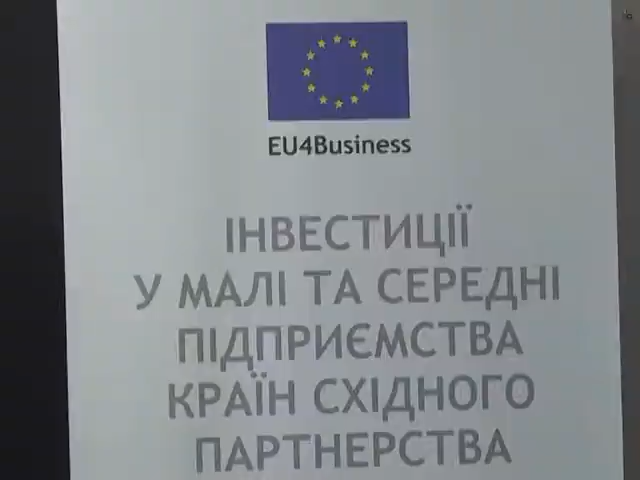 EU4Business
ІНВЕСТИЦІЇ
У МАЛІ ТА СЕРЕДНІ
ПІДПРИЄМСТВА
КРАЇН СХІДНОГО
ПАРТНЕРСТВА